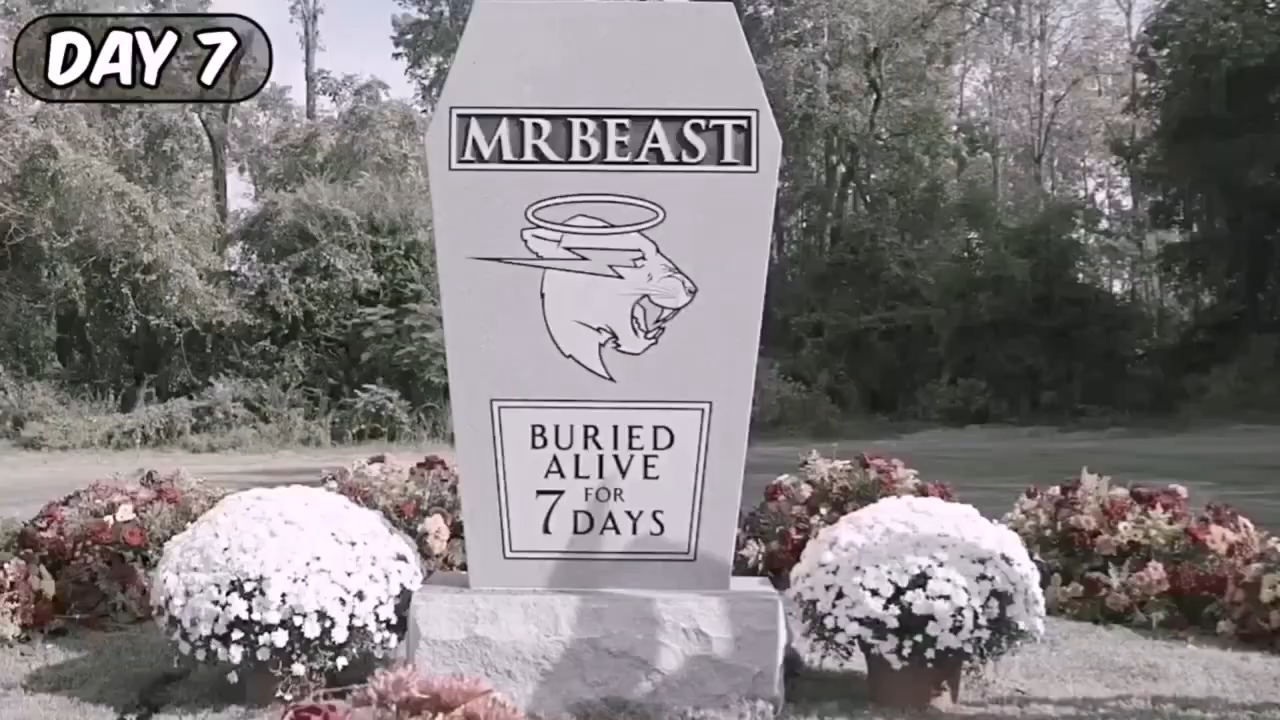 DAY 7
MRBEAST
BURIED
ALIVE
FOR
7 DAYS